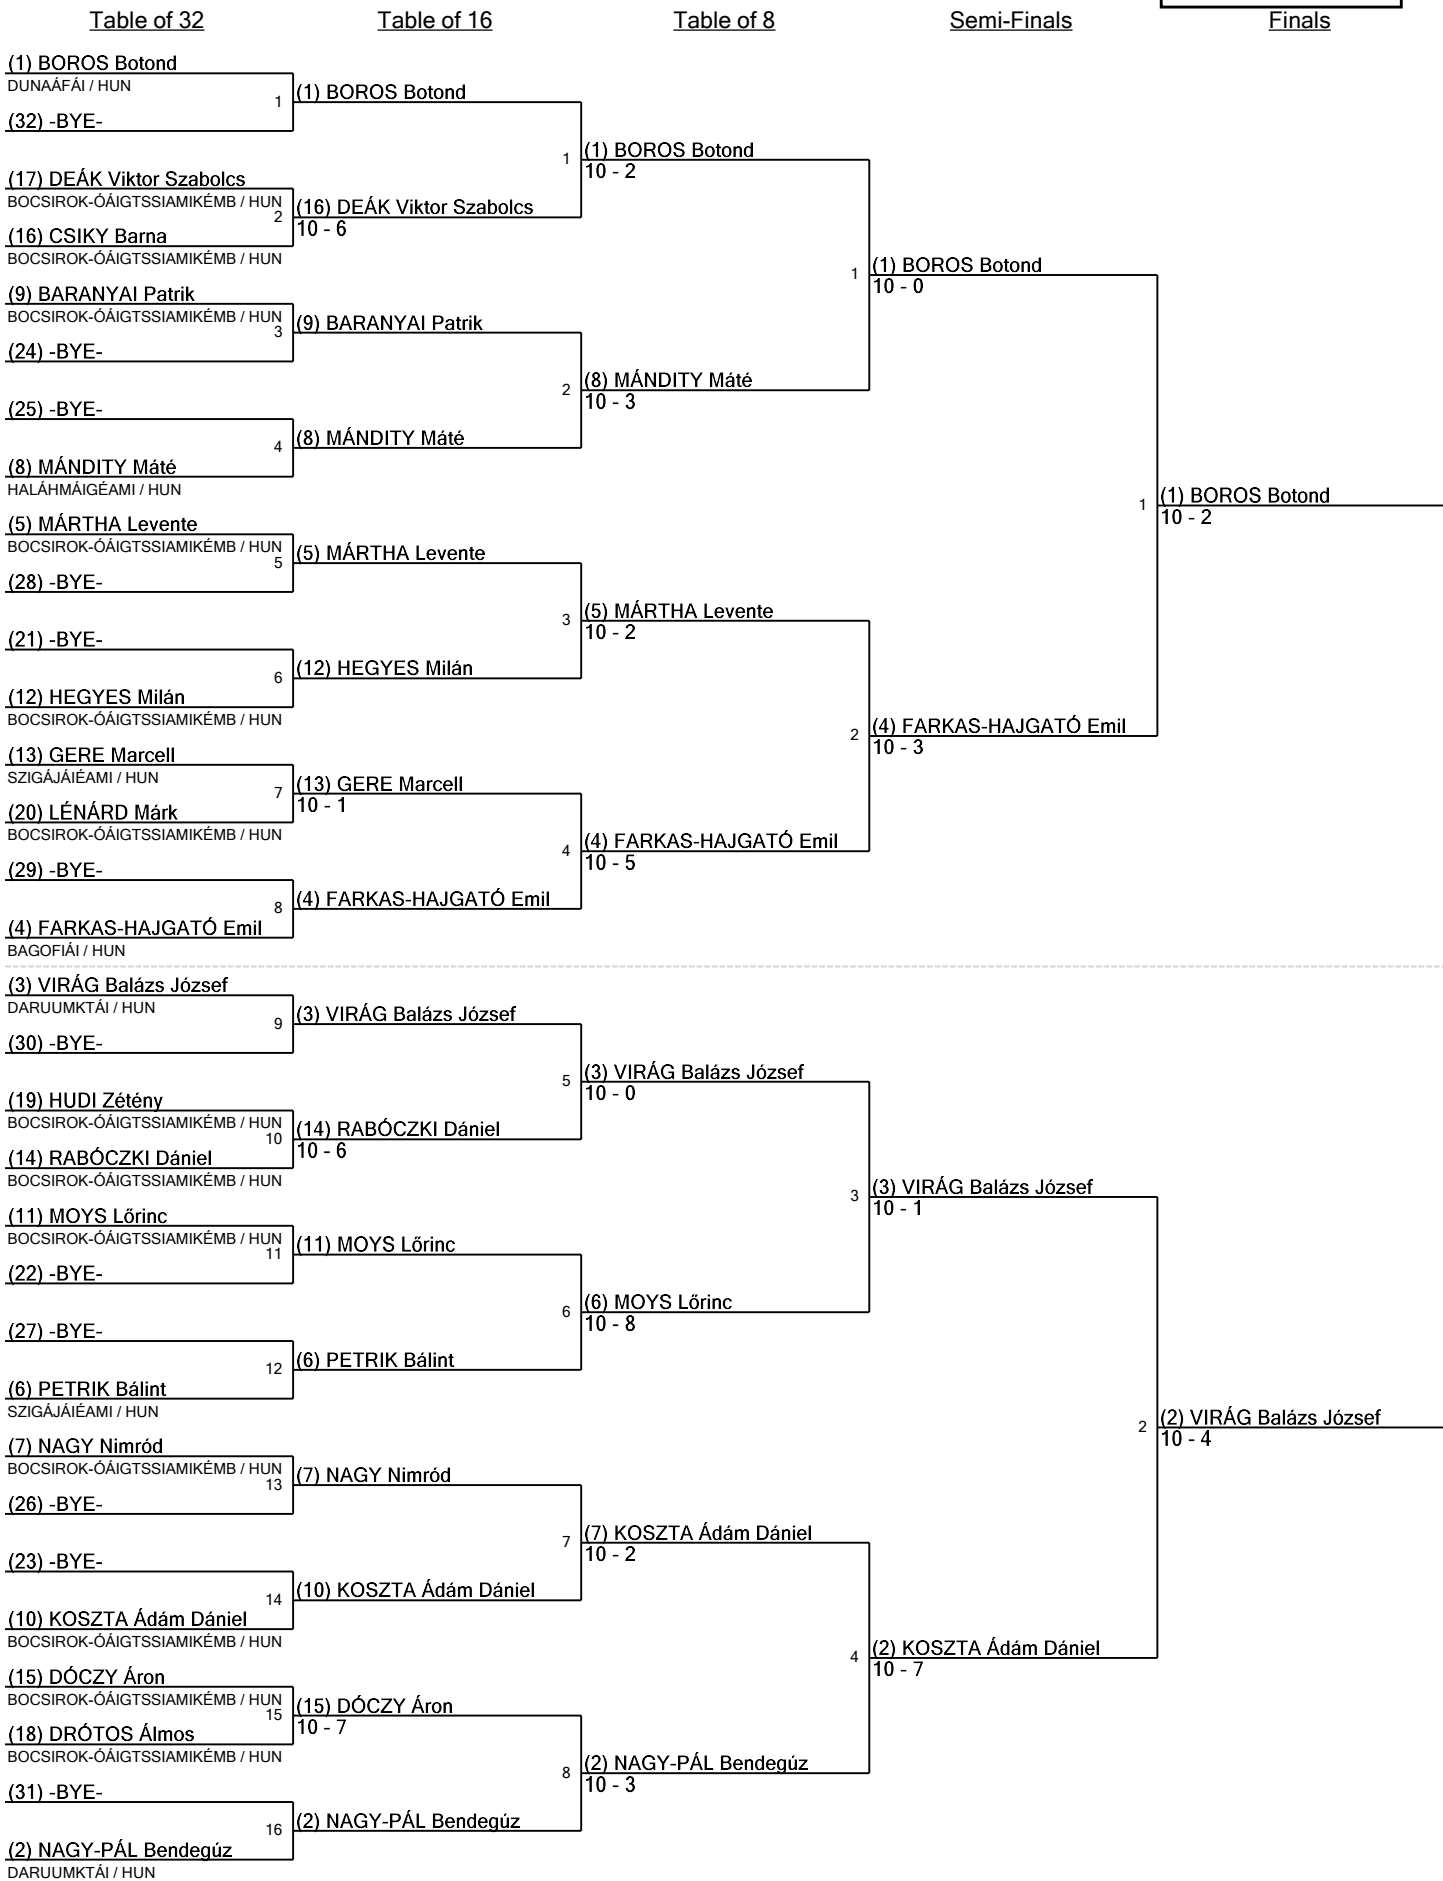 Table of 32
Table of 16
Table of 8
Semi-Finals
Finals
(1) BOROS Botond
DUNAÁFÁI / HUN
1
(32) -BYE-
(17) DEÁK Viktor Szabolcs
BOCSIROK-ÓÁIGTSSIAMIKÉMB / HUN
2
(16) CSIKY Barna
BOCSIROK-ÓÁIGTSSIAMIKÉMB / HUN
(9) BARANYAI Patrik
BOCSIROK-ÓÁIGTSSIAMIKÉMB / HUN
3
(24) -BYE-
(25) -BYE-
4
(8) MÁNDITY Máté
HALÁHMÁIGÉAMI / HUN
(5) MÁRTHA Levente
BOCSIROK-ÓÁIGTSSIAMIKÉMB / HUN
5
(28) -BYE-
(21) -BYE-
6
(12) HEGYES Milán
BOCSIROK-ÓÁIGTSSIAMIKÉMB / HUN
(13) GERE Marcell
SZIGÁJÁIÉAMI / HUN
7
(20) LÉNÁRD Márk
BOCSIROK-ÓÁIGTSSIAMIKÉMB / HUN
(29) -BYE-
8
(4) FARKAS-HAJGATÓ Emil
BAGOFIÁI / HUN
(3) VIRÁG Balázs József
DARUUMKTÁI / HUN
9
(30) -BYE-
(19) HUDI Zétény
BOCSIROK-ÓÁIGTSSIAMIKÉMB / HUN
10
(14) RABÓCZKI Dániel
BOCSIROK-ÓÁIGTSSIAMIKÉMB / HUN
(11) MOYS Lőrinc
BOCSIROK-ÓÁIGTSSIAMIKÉMB / HUN
11
(22) -BYE-
(27) -BYE-
12
(6) PETRIK Bálint
SZIGÁJÁIÉAMI / HUN
(7) NAGY Nimród
BOCSIROK-ÓÁIGTSSIAMIKÉMB / HUN
13
(26) -BYE-
(23) -BYE-
14
(10) KOSZTA Ádám Dániel
BOCSIROK-ÓÁIGTSSIAMIKÉMB / HUN
(15) DÓCZY Áron
BOCSIROK-ÓÁIGTSSIAMIKÉMB / HUN
15
(18) DRÓTOS Álmos
BOCSIROK-ÓÁIGTSSIAMIKÉMB / HUN
(31) -BYE-
16
(2) NAGY-PÁL Bendegúz
DARUUMKTÁI / HUN
(1) BOROS Botond
1
(16) DEÁK Viktor Szabolcs
10 - 6
(9) BARANYAI Patrik
2
(8) MÁNDITY Máté
(5) MÁRTHA Levente
3
(12) HEGYES Milán
(13) GERE Marcell
10 - 1
4
(4) FARKAS-HAJGATÓ Emil
(3) VIRÁG Balázs József
5
(14) RABÓCZKI Dániel
10 - 6
(11) MOYS Lőrinc
6
(6) PETRIK Bálint
(7) NAGY Nimród
7
(10) KOSZTA Ádám Dániel
(15) DÓCZY Áron
10 - 7
8
(2) NAGY-PÁL Bendegúz
(1) BOROS Botond
10 - 2
1
(8) MÁNDITY Máté
10 - 3
(5) MÁRTHA Levente
10 - 2
2
(4) FARKAS-HAJGATÓ Emil
10 - 5
(3) VIRÁG Balázs József
10 - 0
3
(6) MOYS Lőrinc
10 - 8
(7) KOSZTA Ádám Dániel
10 - 2
4
(2) NAGY-PÁL Bendegúz
10 - 3
(1) BOROS Botond
10 - 0
1
(4) FARKAS-HAJGATÓ Emil
10 - 3
(3) VIRÁG Balázs József
10 - 1
2
(2) KOSZTA Ádám Dániel
10 - 7
(1) BOROS Botond
10 - 2
(2) VIRÁG Balázs József
10 - 4